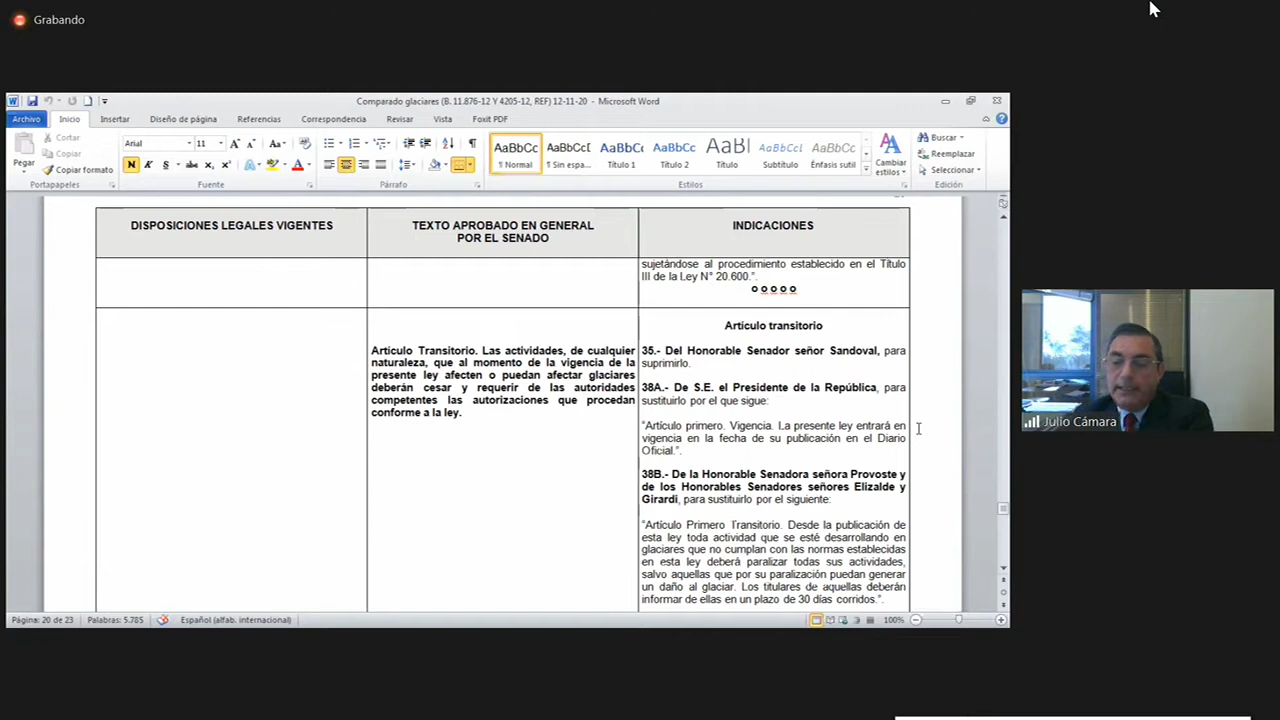 Grabando
Comparado glaciares (B. 11.876-12 Y 4205-12, REF) 12-11-20 - Microsoft Word
Archivo Inicio Insertar Diseño de página Referencias Correspondencia Revisar Vista Foxit PDF
Pegar
Cortar
Copiar
Copiar formato
Portapapeles
Arial 11
Fuente
Párrafo
AaBbCc AaBbCcI AaBbCc AaBbCc AaBI AaBbCcl AaBbCc
¶ Normal ¶ Sin espa... Título 1 Título 2 Título Subtítulo Énfasis sutil
Estilos
Cambiar
estilos
Buscar
Reemplazar
Seleccionar
Edición
DISPOSICIONES LEGALES VIGENTES
TEXTO APROBADO EN GENERAL
POR EL SENADO
INDICACIONES
sujetándose al procedimiento establecido en el Título
III de la Ley N° 20.600.".
o o o o o
Artículo Transitorio. Las actividades, de cualquier
naturaleza, que al momento de la vigencia de la
presente ley afecten o puedan afectar glaciares
deberán cesar y requerir de las autoridades
competentes las autorizaciones que procedan
conforme a la ley.
Artículo transitorio
35.- Del Honorable Senador señor Sandoval, para
suprimirlo.
38A.- De S.E. el Presidente de la República, para
sustituirlo por el que sigue:
"Artículo primero. Vigencia. La presente ley entrará en
vigencia en la fecha de su publicación en el Diario
Oficial.".
38B.- De la Honorable Senadora señora Provoste y
de los Honorables Senadores señores Elizalde y
Girardi, para sustituirlo por el siguiente:
"Artículo Primero Transitorio. Desde la publicación de
esta ley toda actividad que se esté desarrollando en
glaciares que no cumplan con las normas establecidas
en esta ley deberá paralizar todas sus actividades,
salvo aquellas que por su paralización puedan generar
un daño al glaciar. Los titulares de aquellas deberán
informar de ellas en un plazo de 30 días corridos.".
Julio Cámara
Página: 20 de 23 Palabras: 5.785 Español (alfab. internacional) 100%